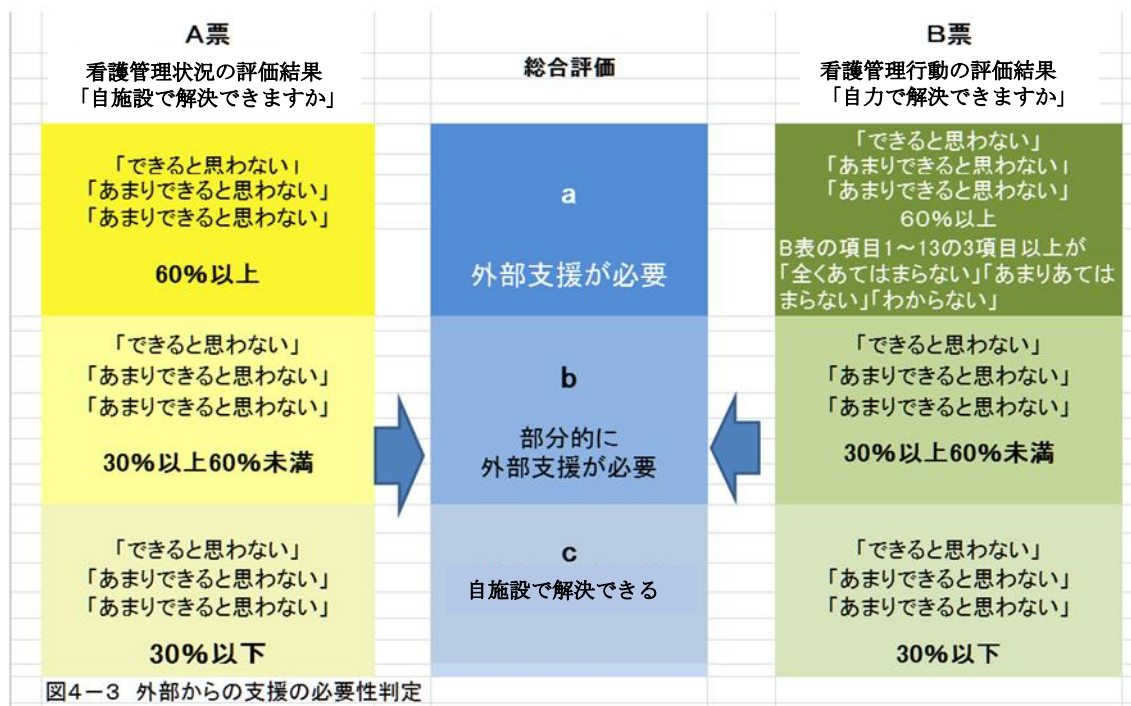 A票
看護管理状況の評価結果
「自施設で解決できますか」
「できると思わない」
「あまりできると思わない」
「あまりできると思わない」
60%以上
「できると思わない」
「あまりできると思わない」
「あまりできると思わない」
30%以上60%未満
「できると思わない」
「あまりできると思わない」
「あまりできると思わない」
30%以下
総合評価
a
外部支援が必要
b
部分的に
外部支援が必要
c
自施設で解決できる
B票
看護管理行動の評価結果
「自力で解決できますか」
「できると思わない」
「あまりできると思わない」
「あまりできると思わない」
60%以上
B表の項目1～13の3項目以上が
「全くあてはまらない」「あまりあては
まらない」「わからない」
「できると思わない」
「あまりできると思わない」
「あまりできると思わない」
30%以上60%未満
「できると思わない」
「あまりできると思わない」
「あまりできると思わない」
30%以下
図4－3 外部からの支援の必要性判定